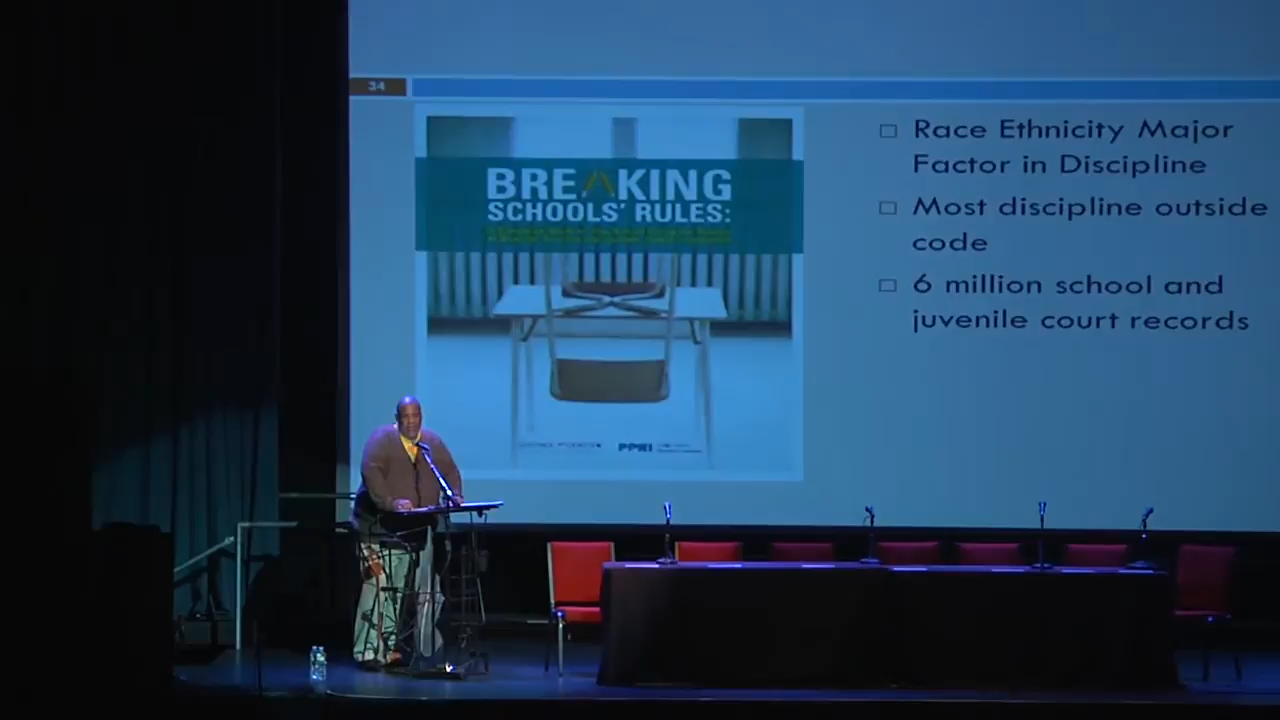 34
BREAKING
SCHOOLS' RULES:
PPRI
Race Ethnicity Major
Factor in Discipline
Most discipline outside
code
6 million school and
juvenile court records